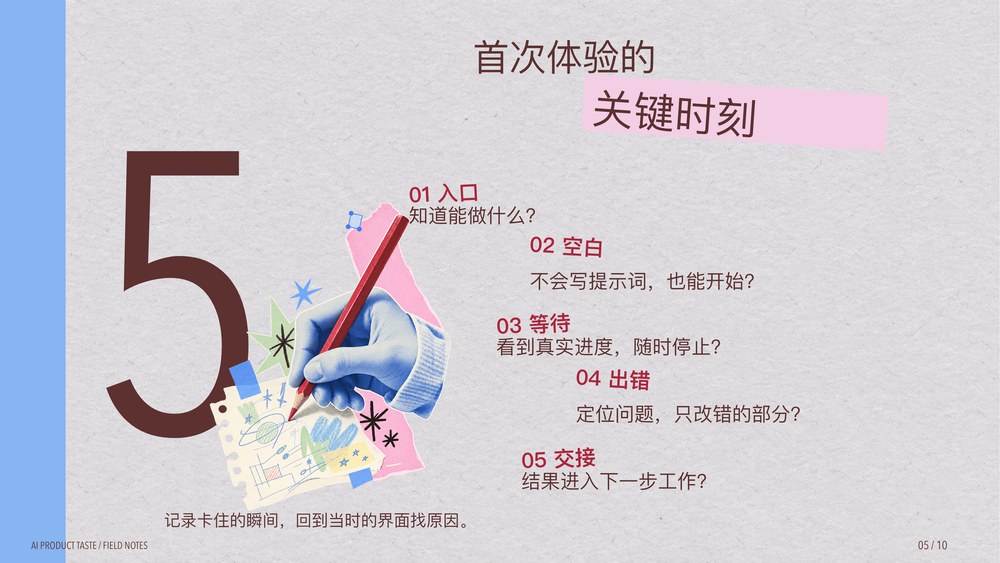 首次体验的
关键时刻
5
01 入口
知道能做什么？
02 空白
不会写提示词，也能开始？
03 等待
看到真实进度，随时停止？
04 出错
定位问题，只改错的部分？
05 交接
结果进入下一步工作？
记录卡住的瞬间，回到当时的界面找原因。
AI PRODUCT TASTE / FIELD NOTES
05 / 10